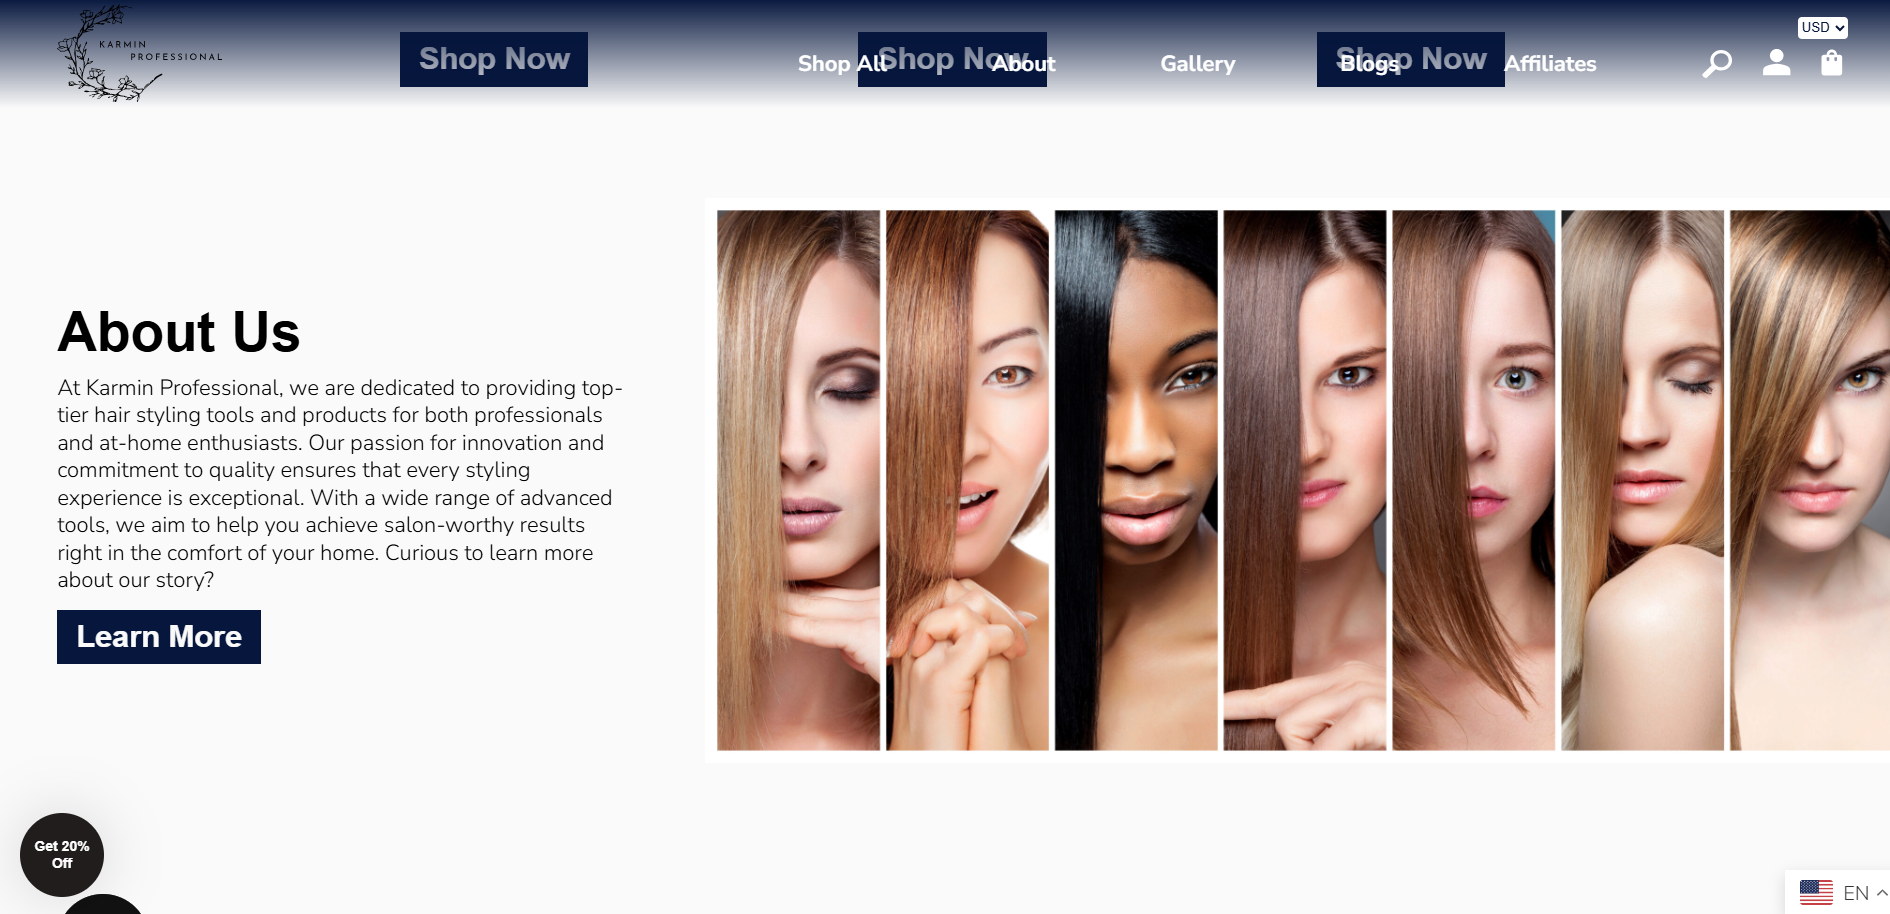 KARMIN
PROFESSIONAL
USD
Shop Now
Shop Now
Shop Now
Shop All
About
Gallery
Blogs
Affiliates
About Us
At Karmin Professional, we are dedicated to providing top-
tier hair styling tools and products for both professionals
and at-home enthusiasts. Our passion for innovation and
commitment to quality ensures that every styling
experience is exceptional. With a wide range of advanced
tools, we aim to help you achieve salon-worthy results
right in the comfort of your home. Curious to learn more
about our story?
Learn More
Get 20%
Off
EN